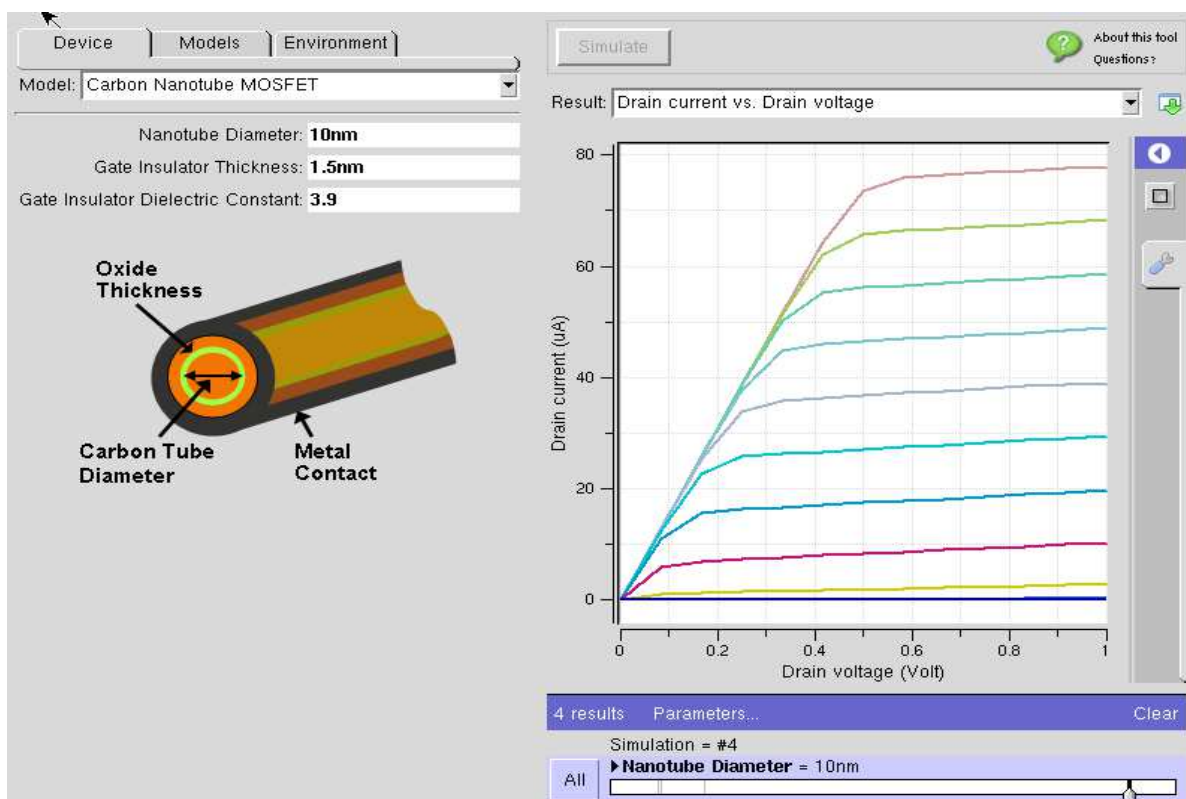 Device
Models
Environment
Model: Carbon Nanotube MOSFET
Nanotube Diameter: 10nm
Gate Insulator Thickness: 1.5nm
Gate Insulator Dielectric Constant: 3.9
Oxide
Thickness
Carbon Tube
Diameter
Metal
Contact
Simulate
?
About this tool
Questions?
Result: Drain current vs. Drain voltage
80
60
40
20
0
Drain current (uA)
0 0.2 0.4 0.6 0.8 1
Drain voltage (Volt)
4 results Parameters... Clear
Simulation = #4
All
Nanotube Diameter = 10nm